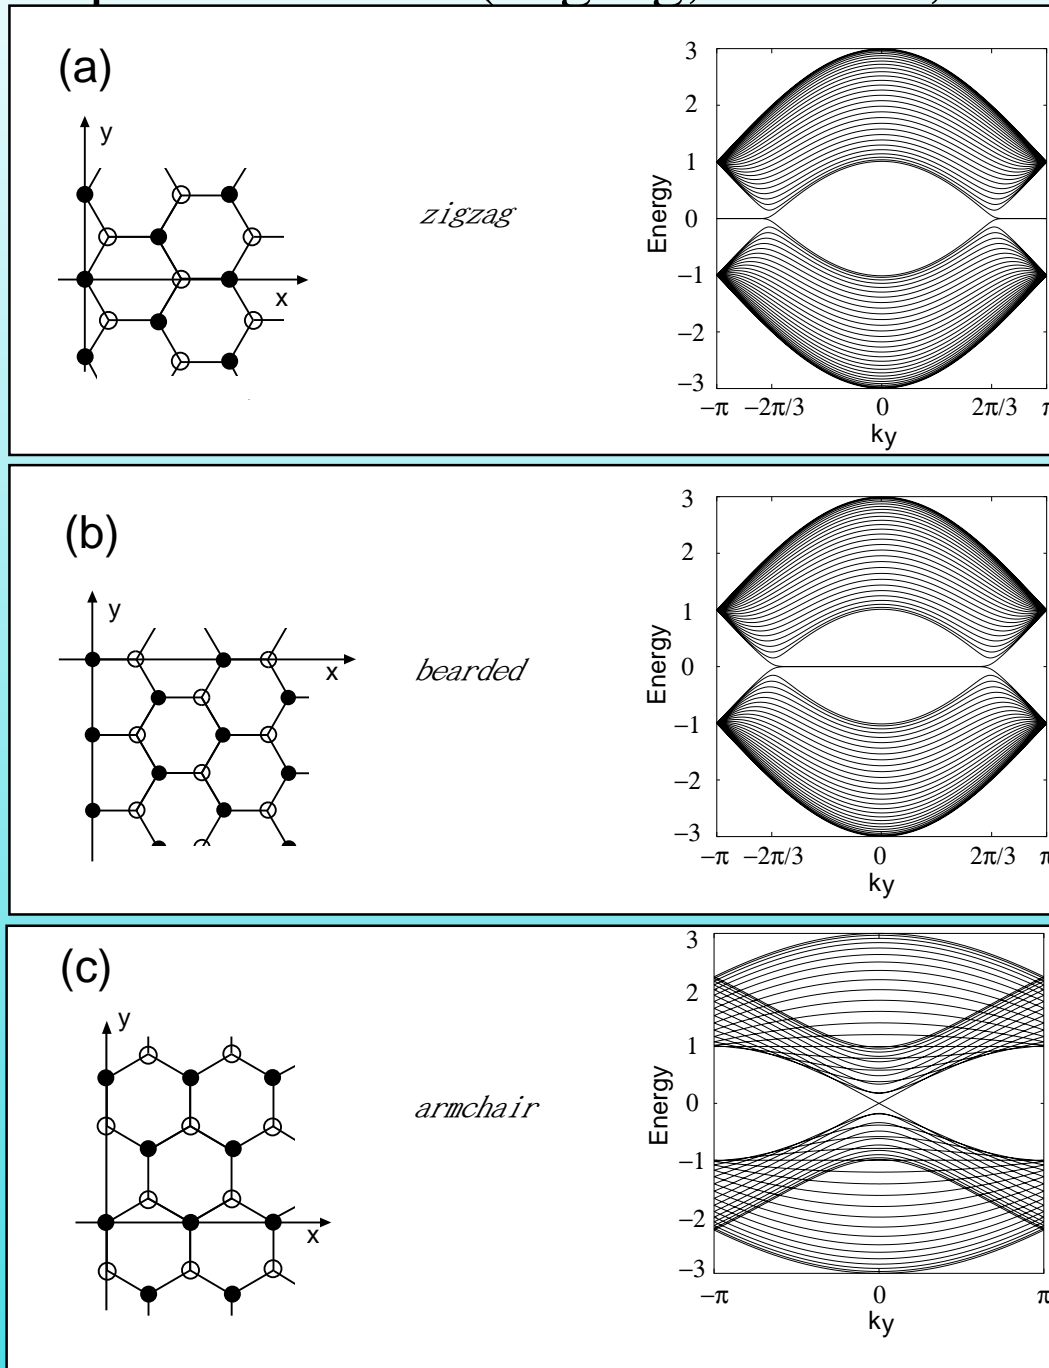 (a)
y
x
zigzag
Energy
3
2
1
0
−1
−2
−3
−π −2π/3 0 2π/3 π
ky
(b)
y
x
bearded
Energy
3
2
1
0
−1
−2
−3
−π −2π/3 0 2π/3 π
ky
(c)
y
x
armchair
Energy
3
2
1
0
−1
−2
−3
−π 0 π
ky